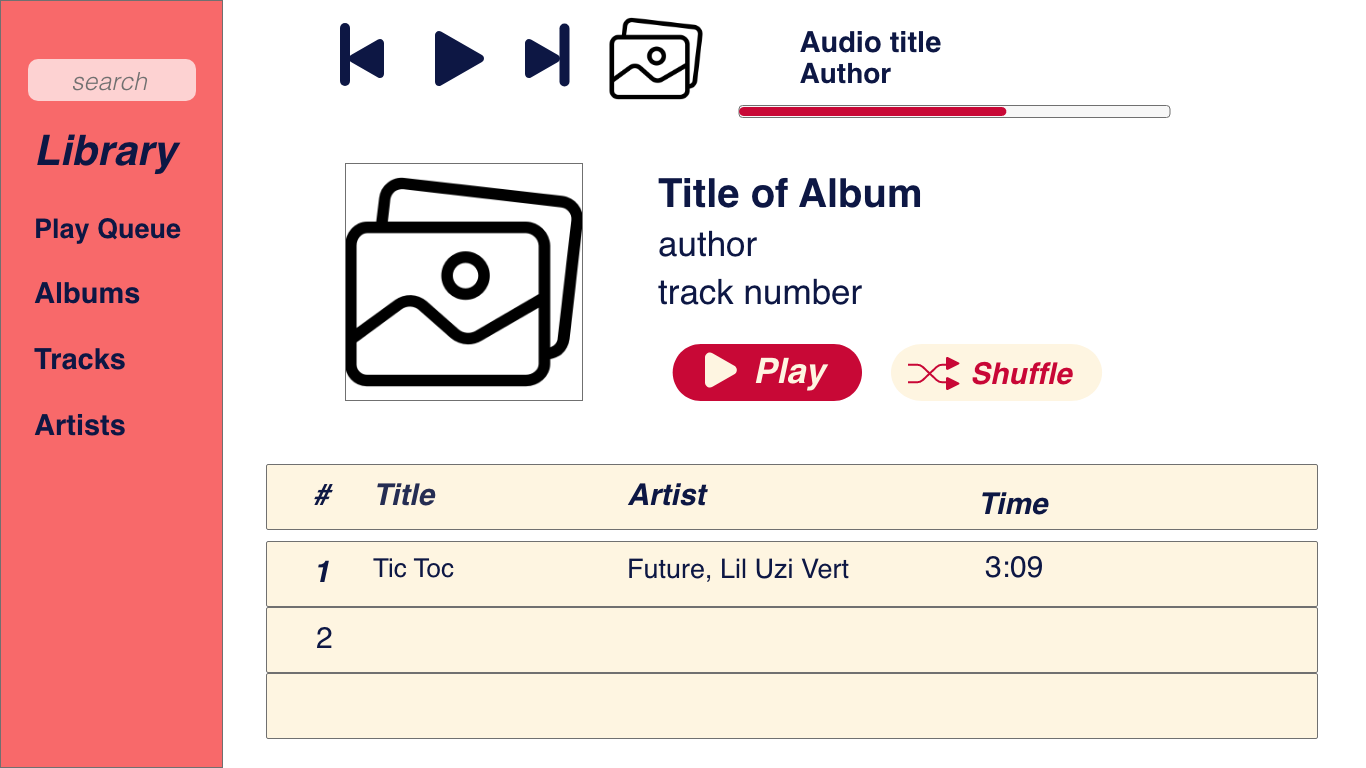 search
Library
Play Queue
Albums
Tracks
Artists
Audio title
Author
Title of Album
author
track number
Play
Shuffle
# Title Artist Time
1 Tic Toc Future, Lil Uzi Vert 3:09
2